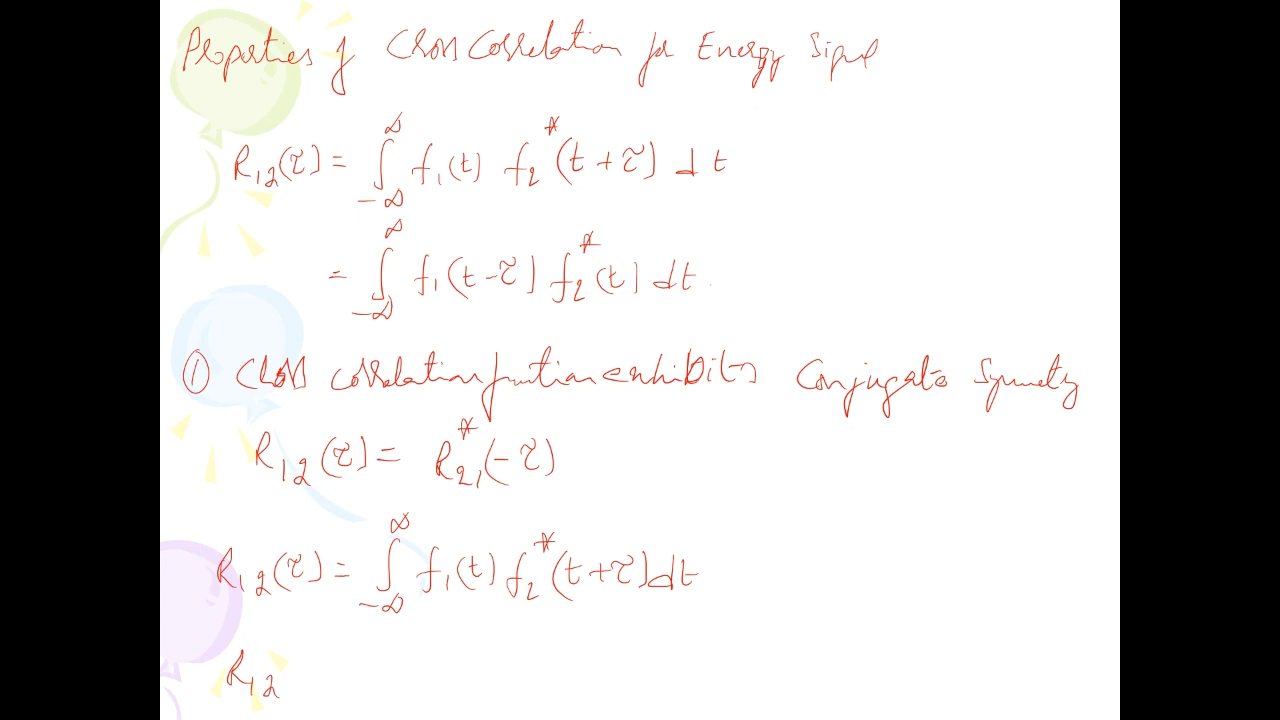 Properties of Cross Correlation for Energy Signal
R₁₂(τ) = ∫_{-∞}^{∞} f₁(t) f₂*(t+τ) dt
= ∫_{-∞}^{∞} f₁(t-τ) f₂*(t) dt
① Cross correlation function exhibits Conjugate Symmetry
R₁₂(τ) = R₂₁*(-τ)
R₁₂(τ) = ∫_{-∞}^{∞} f₁(t) f₂*(t+τ) dt
R₁₂